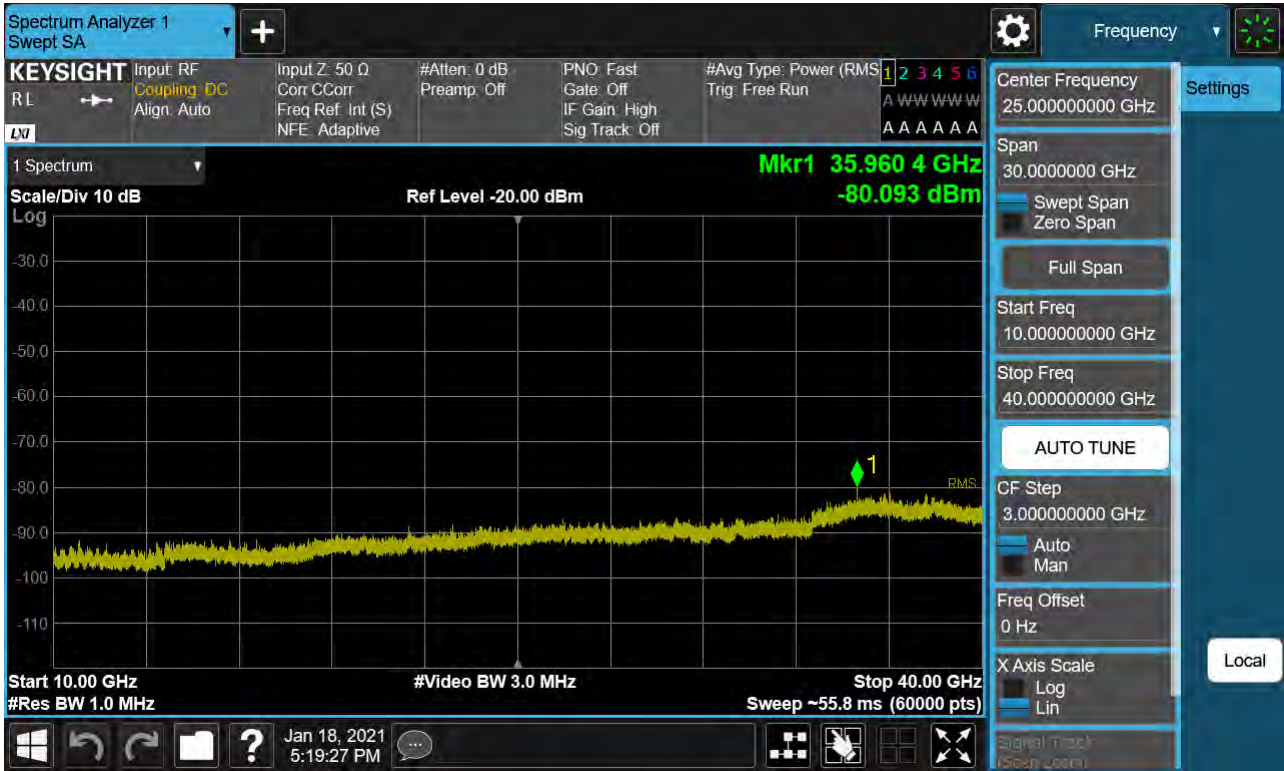 Spectrum Analyzer 1
Swept SA
Frequency
KEYSIGHT
R L
LXI
Input: RF
Coupling: DC
Align: Auto
Input Z: 50 Ω
Corr CCorr
Freq Ref: Int (S)
NFE: Adaptive
#Atten: 0 dB
Preamp: Off
PNO: Fast
Gate: Off
IF Gain: High
Sig Track: Off
#Avg Type: Power (RMS
Trig: Free Run
1 2 3 4 5 6
A W W W W W
A A A A A A
1 Spectrum
Scale/Div 10 dB
Log
Ref Level -20.00 dBm
Mkr1 35.960 4 GHz
-80.093 dBm
-30.0
-40.0
-50.0
-60.0
-70.0
-80.0
-90.0
-100
-110
1
RMS
Start 10.00 GHz
#Res BW 1.0 MHz
#Video BW 3.0 MHz
Stop 40.00 GHz
Sweep ~55.8 ms (60000 pts)
Center Frequency
25.000000000 GHz
Settings
Span
30.0000000 GHz
Swept Span
Zero Span
Full Span
Start Freq
10.000000000 GHz
Stop Freq
40.000000000 GHz
AUTO TUNE
CF Step
3.000000000 GHz
Auto
Man
Freq Offset
0 Hz
X Axis Scale
Log
Lin
Signal Track
(Span Zoom)
Local
?
Jan 18, 2021
5:19:27 PM